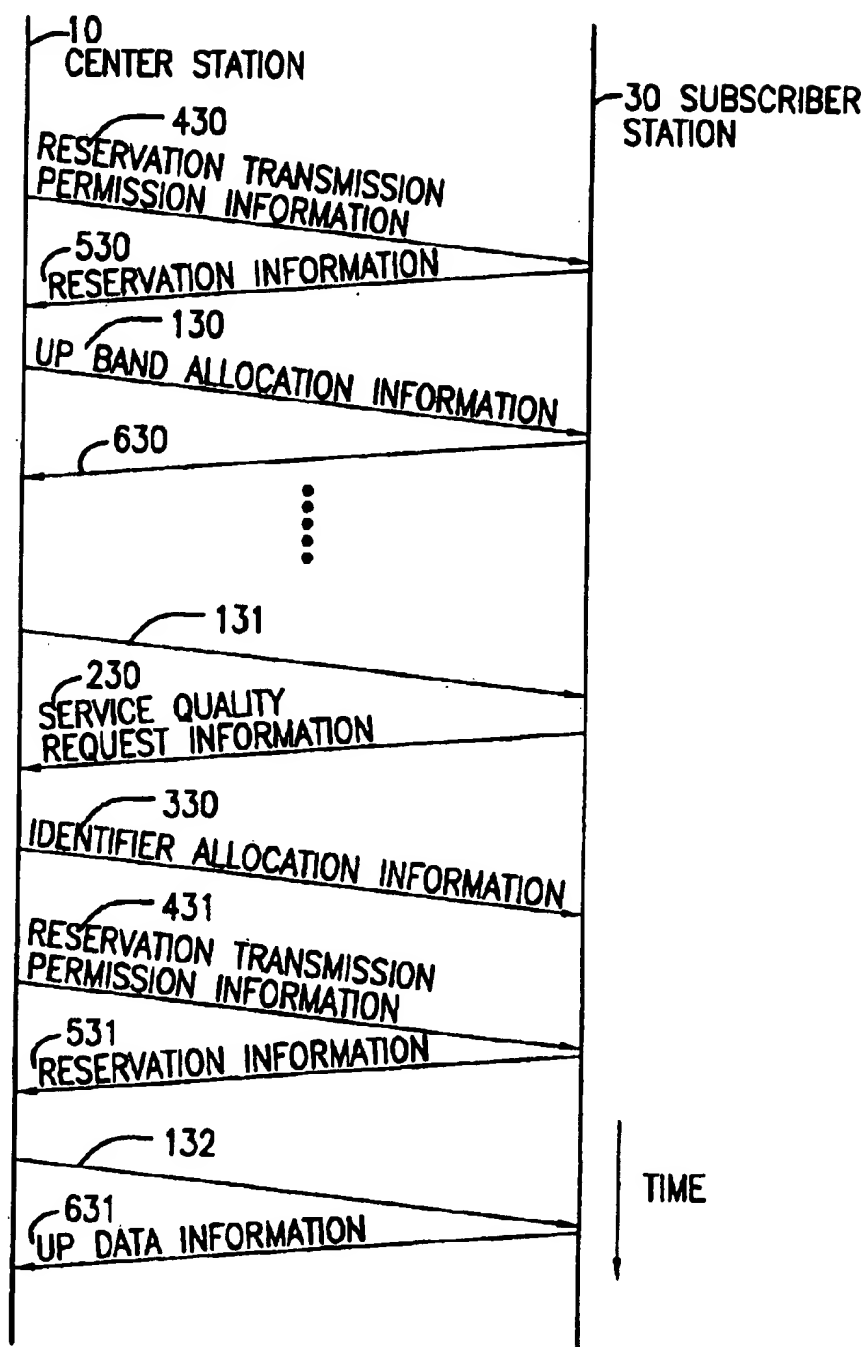 10
CENTER STATION
30 SUBSCRIBER
STATION
430
RESERVATION TRANSMISSION
PERMISSION INFORMATION
530
RESERVATION INFORMATION
130
UP BAND ALLOCATION INFORMATION
630
131
230
SERVICE QUALITY
REQUEST INFORMATION
330
IDENTIFIER ALLOCATION INFORMATION
431
RESERVATION TRANSMISSION
PERMISSION INFORMATION
531
RESERVATION INFORMATION
132
TIME
631
UP DATA INFORMATION